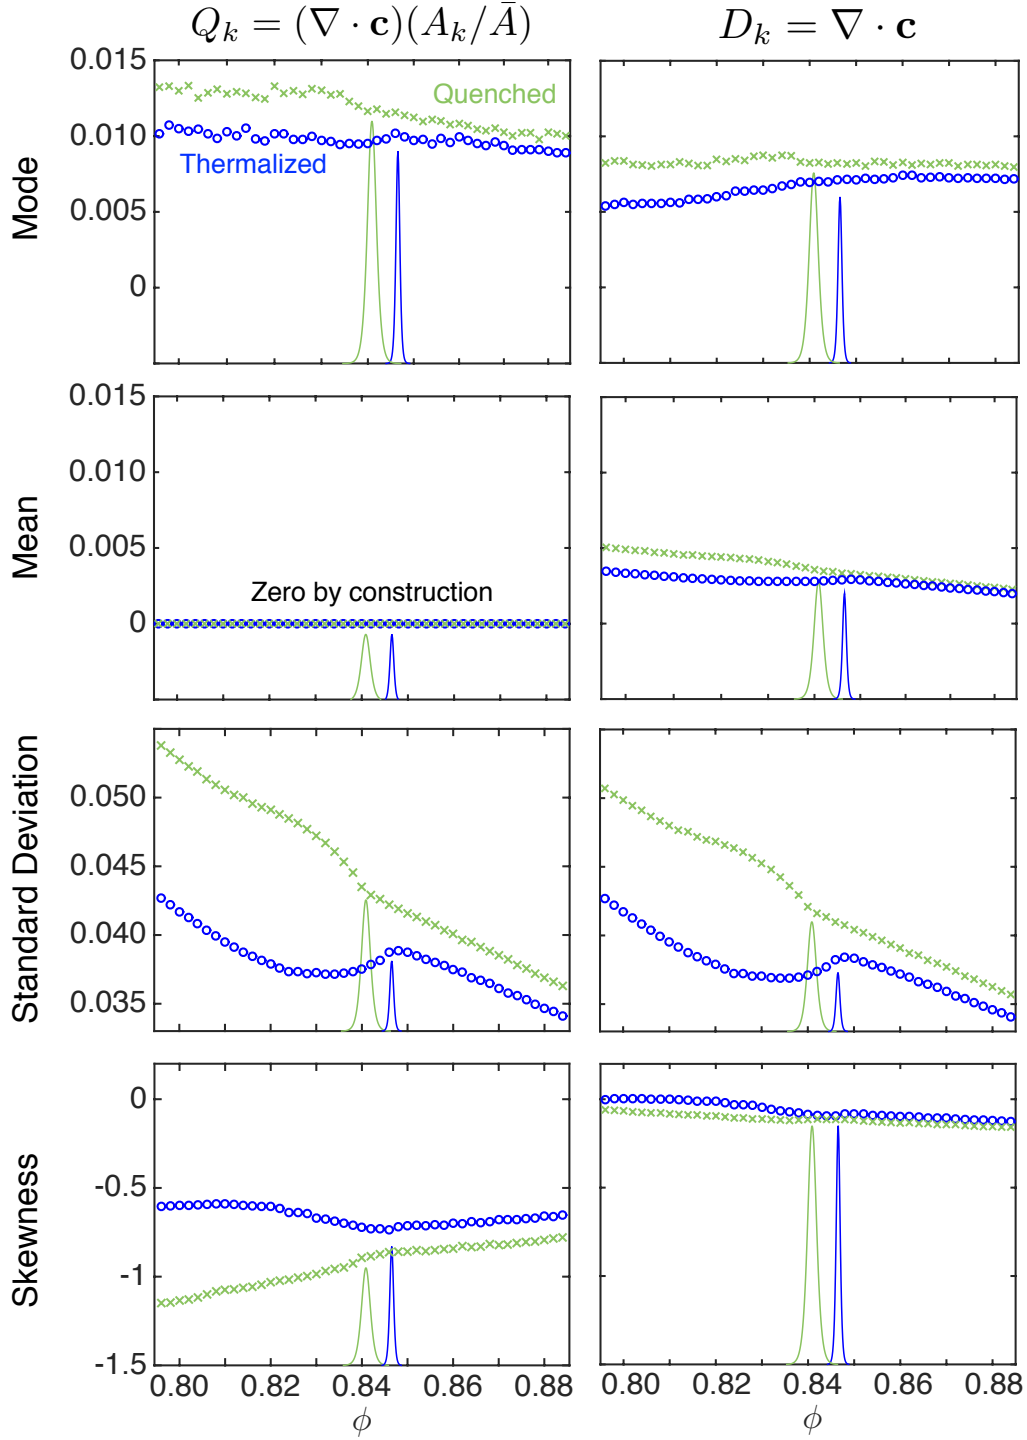 Q_k = (∇ · c)(A_k/Ā)
D_k = ∇ · c
Mode
0.015
0.010
0.005
0
Quenched
Thermalized
Mean
0.015
0.010
0.005
0
Zero by construction
Standard Deviation
0.050
0.045
0.040
0.035
Skewness
0
-0.5
-1
-1.5
0.80 0.82 0.84 0.86 0.88
0.80 0.82 0.84 0.86 0.88
ϕ
ϕ